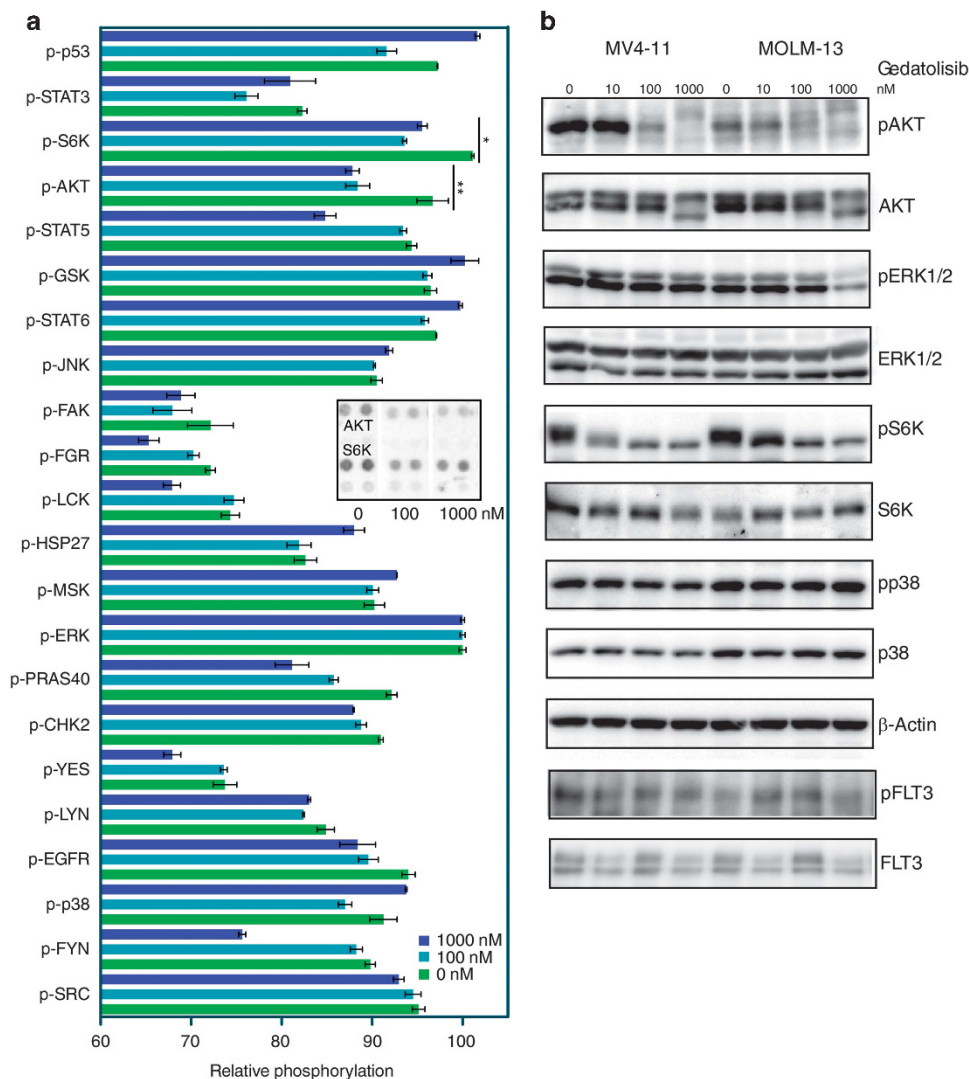 a
p-p53
p-STAT3
p-S6K
*
p-AKT
**
p-STAT5
p-GSK
p-STAT6
p-JNK
p-FAK
p-FGR
p-LCK
p-HSP27
p-MSK
p-ERK
p-PRAS40
p-CHK2
p-YES
p-LYN
p-EGFR
p-p38
p-FYN
p-SRC
AKT
S6K
0 100 1000 nM
1000 nM
100 nM
0 nM
60 70 80 90 100
Relative phosphorylation
b
MV4-11 MOLM-13
Gedatolisib
0 10 100 1000 0 10 100 1000 nM
pAKT
AKT
pERK1/2
ERK1/2
pS6K
S6K
pp38
p38
β-Actin
pFLT3
FLT3